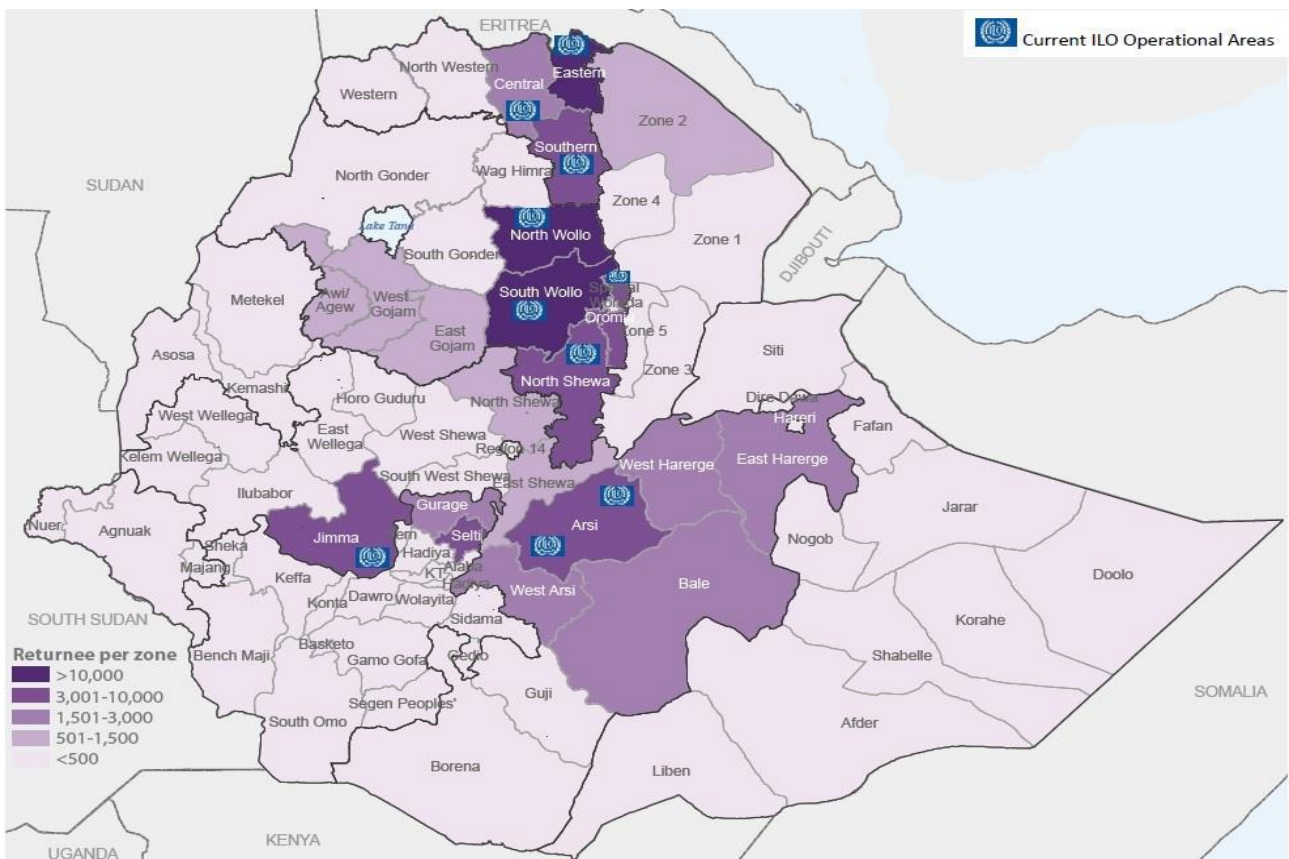 ERITREA
Current ILO Operational Areas
North Western
Western
Central
Eastern
Zone 2
Southern
Wag Himra
SUDAN
North Gonder
Zone 4
Lake Tana
North Wollo
Zone 1
South Gonder
DJIBOUTI
Metekel
South Wollo
Special
Woreda
Oromia
Awi/
Agew
West
Gojam
East
Gojam
Zone 5
Siti
Asosa
Zone 3
North Shewa
Kemashi
Horo Guduru
North Shewa
Dire Dawa
Hareri
West Wellega
East
Wellega
West Shewa
Region 14
Fafan
Kelem Wellega
West Harerge
East Harerge
South West Shewa
East Shewa
Ilubabor
Gurage
Jarar
Nuer
Agnuak
Jimma
Selti
Arsi
Nogob
Sheka
Hadiya
Majang
Keffa
KT
Alaba
Hadiya
Doolo
West Arsi
Bale
Konta
Dawro
Wolayita
Sidama
Korahe
SOUTH SUDAN
Basketo
Bench Maji
Gamo Gofa
Gedio
Shabelle
Returnee per zone
>10,000
3,001-10,000
1,501-3,000
501-1,500
<500
Guji
SOMALIA
Segen Peoples'
South Omo
Afder
Borena
Liben
KENYA
UGANDA